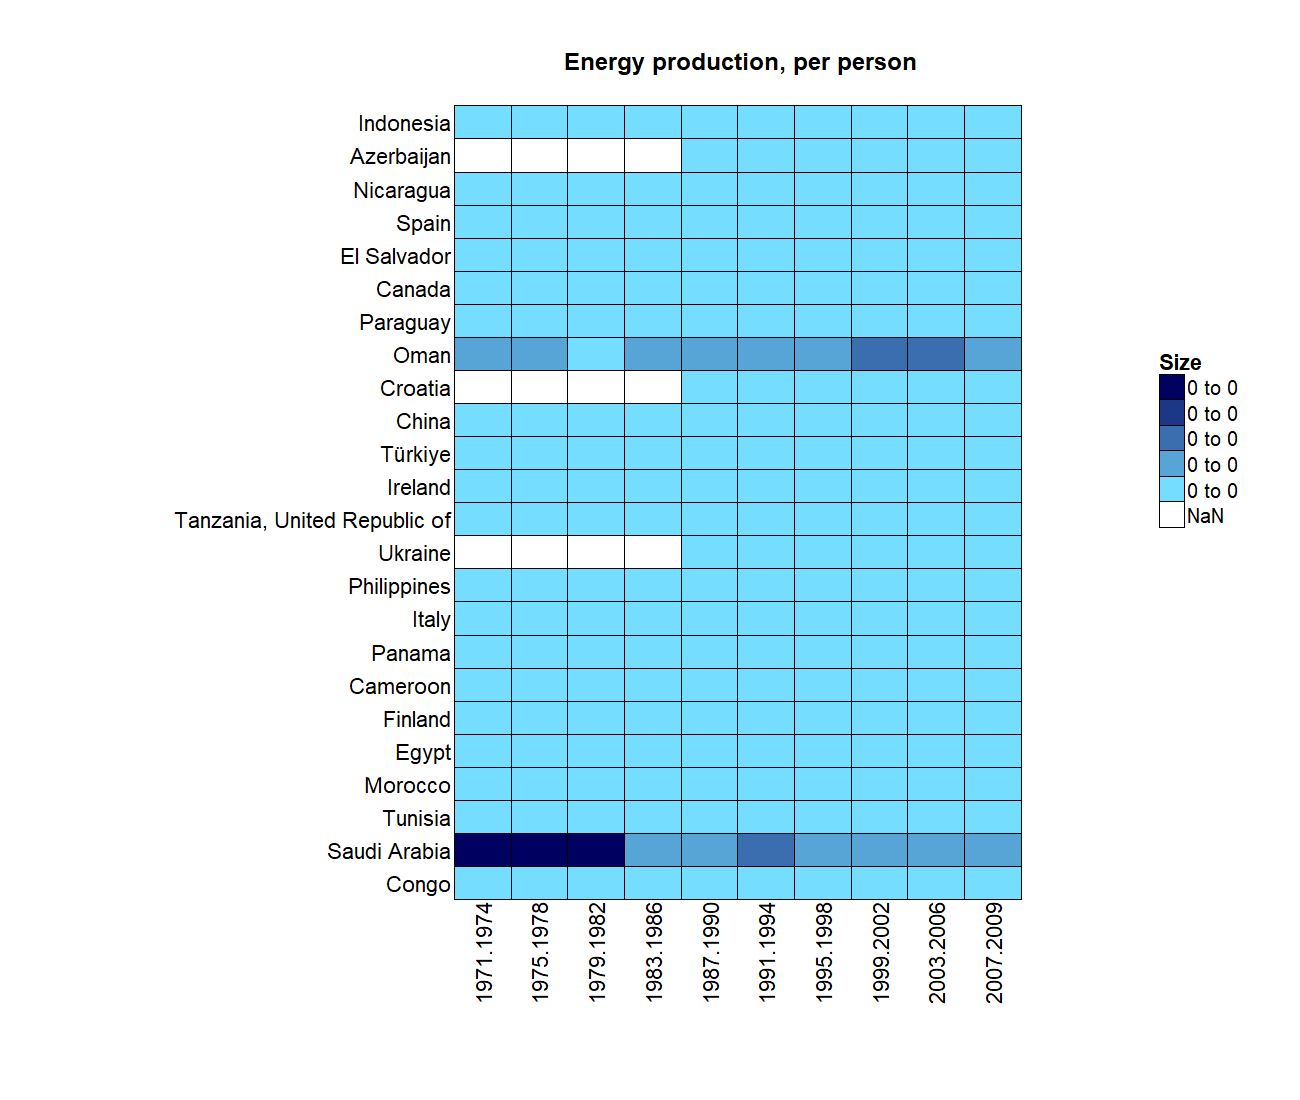 Energy production, per person
Indonesia
Azerbaijan
Nicaragua
Spain
El Salvador
Canada
Paraguay
Oman
Croatia
China
Türkiye
Ireland
Tanzania, United Republic of
Ukraine
Philippines
Italy
Panama
Cameroon
Finland
Egypt
Morocco
Tunisia
Saudi Arabia
Congo
1971.1974
1975.1978
1979.1982
1983.1986
1987.1990
1991.1994
1995.1998
1999.2002
2003.2006
2007.2009
Size
0 to 0
0 to 0
0 to 0
0 to 0
0 to 0
NaN